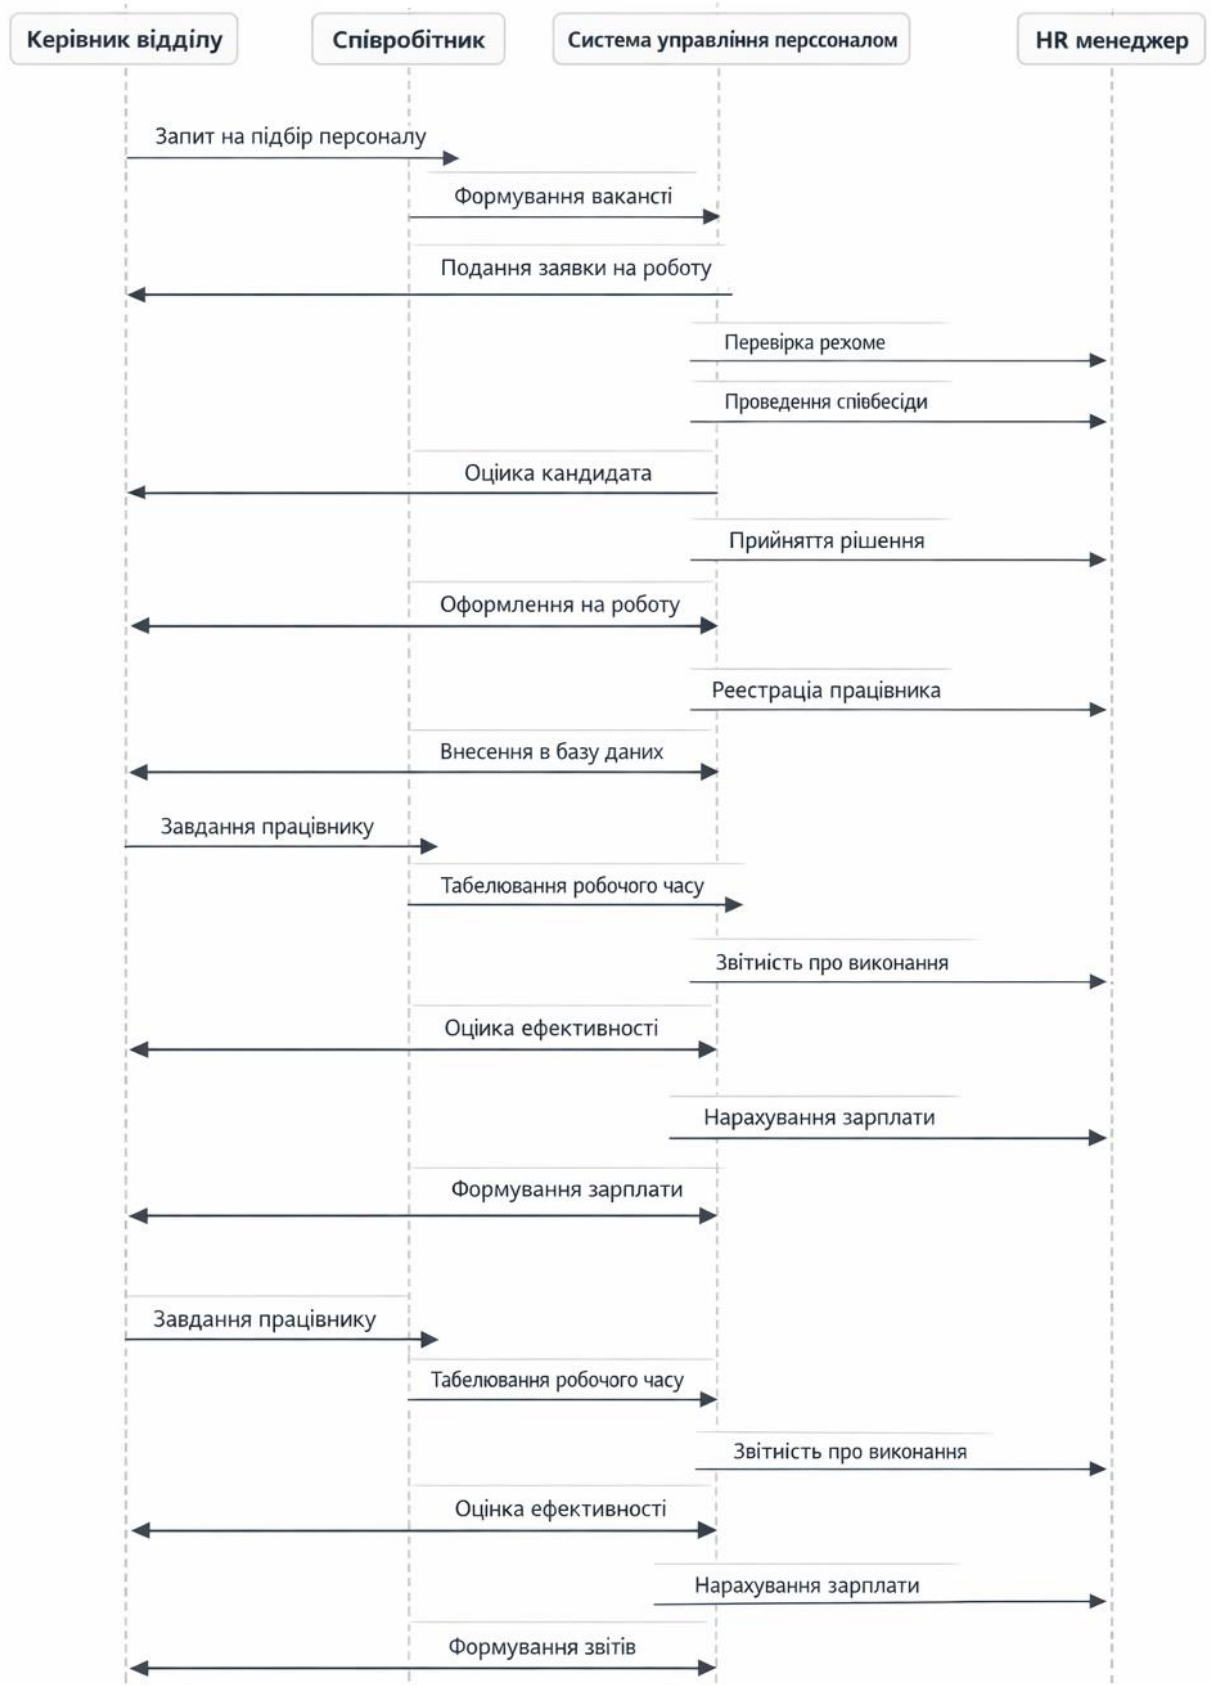 Керівник відділу
Співробітник
Система управління перссоналом
HR менеджер
Запит на підбір персоналу
Формування вакансті
Подання заявки на роботу
Перевірка рехоме
Проведення співбесіди
Оціика кандидата
Прийняття рішення
Оформлення на роботу
Реестраціа працівника
Внесення в базу даних
Завдання працівнику
Табелювання робочого часу
Звітність про виконання
Оціика ефективності
Нарахування зарплати
Формування зарплати
Завдання працівнику
Табелювання робочого часу
Звітність про виконання
Оцінка ефективності
Нарахування зарплати
Формування звітів